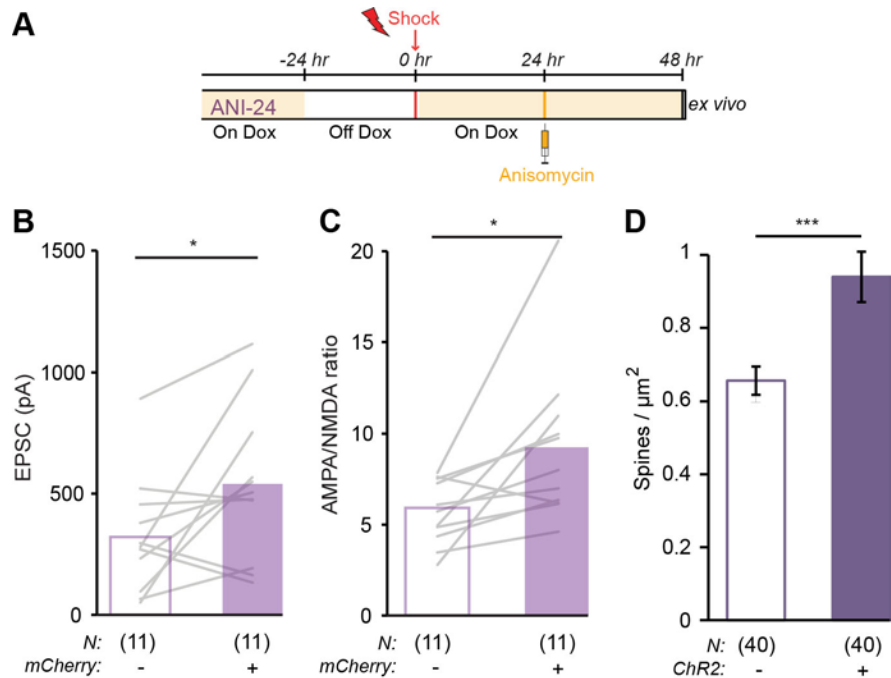 A
Shock
-24 hr 0 hr 24 hr 48 hr
ANI-24
ex vivo
On Dox Off Dox On Dox
Anisomycin
B
*
1500
1000
500
0
EPSC (pA)
N: (11) (11)
mCherry: - +
C
*
20
15
10
5
0
AMPA/NMDA ratio
N: (11) (11)
mCherry: - +
D
***
1
0.8
0.6
0.4
0.2
0
Spines / µm²
N: (40) (40)
ChR2: - +